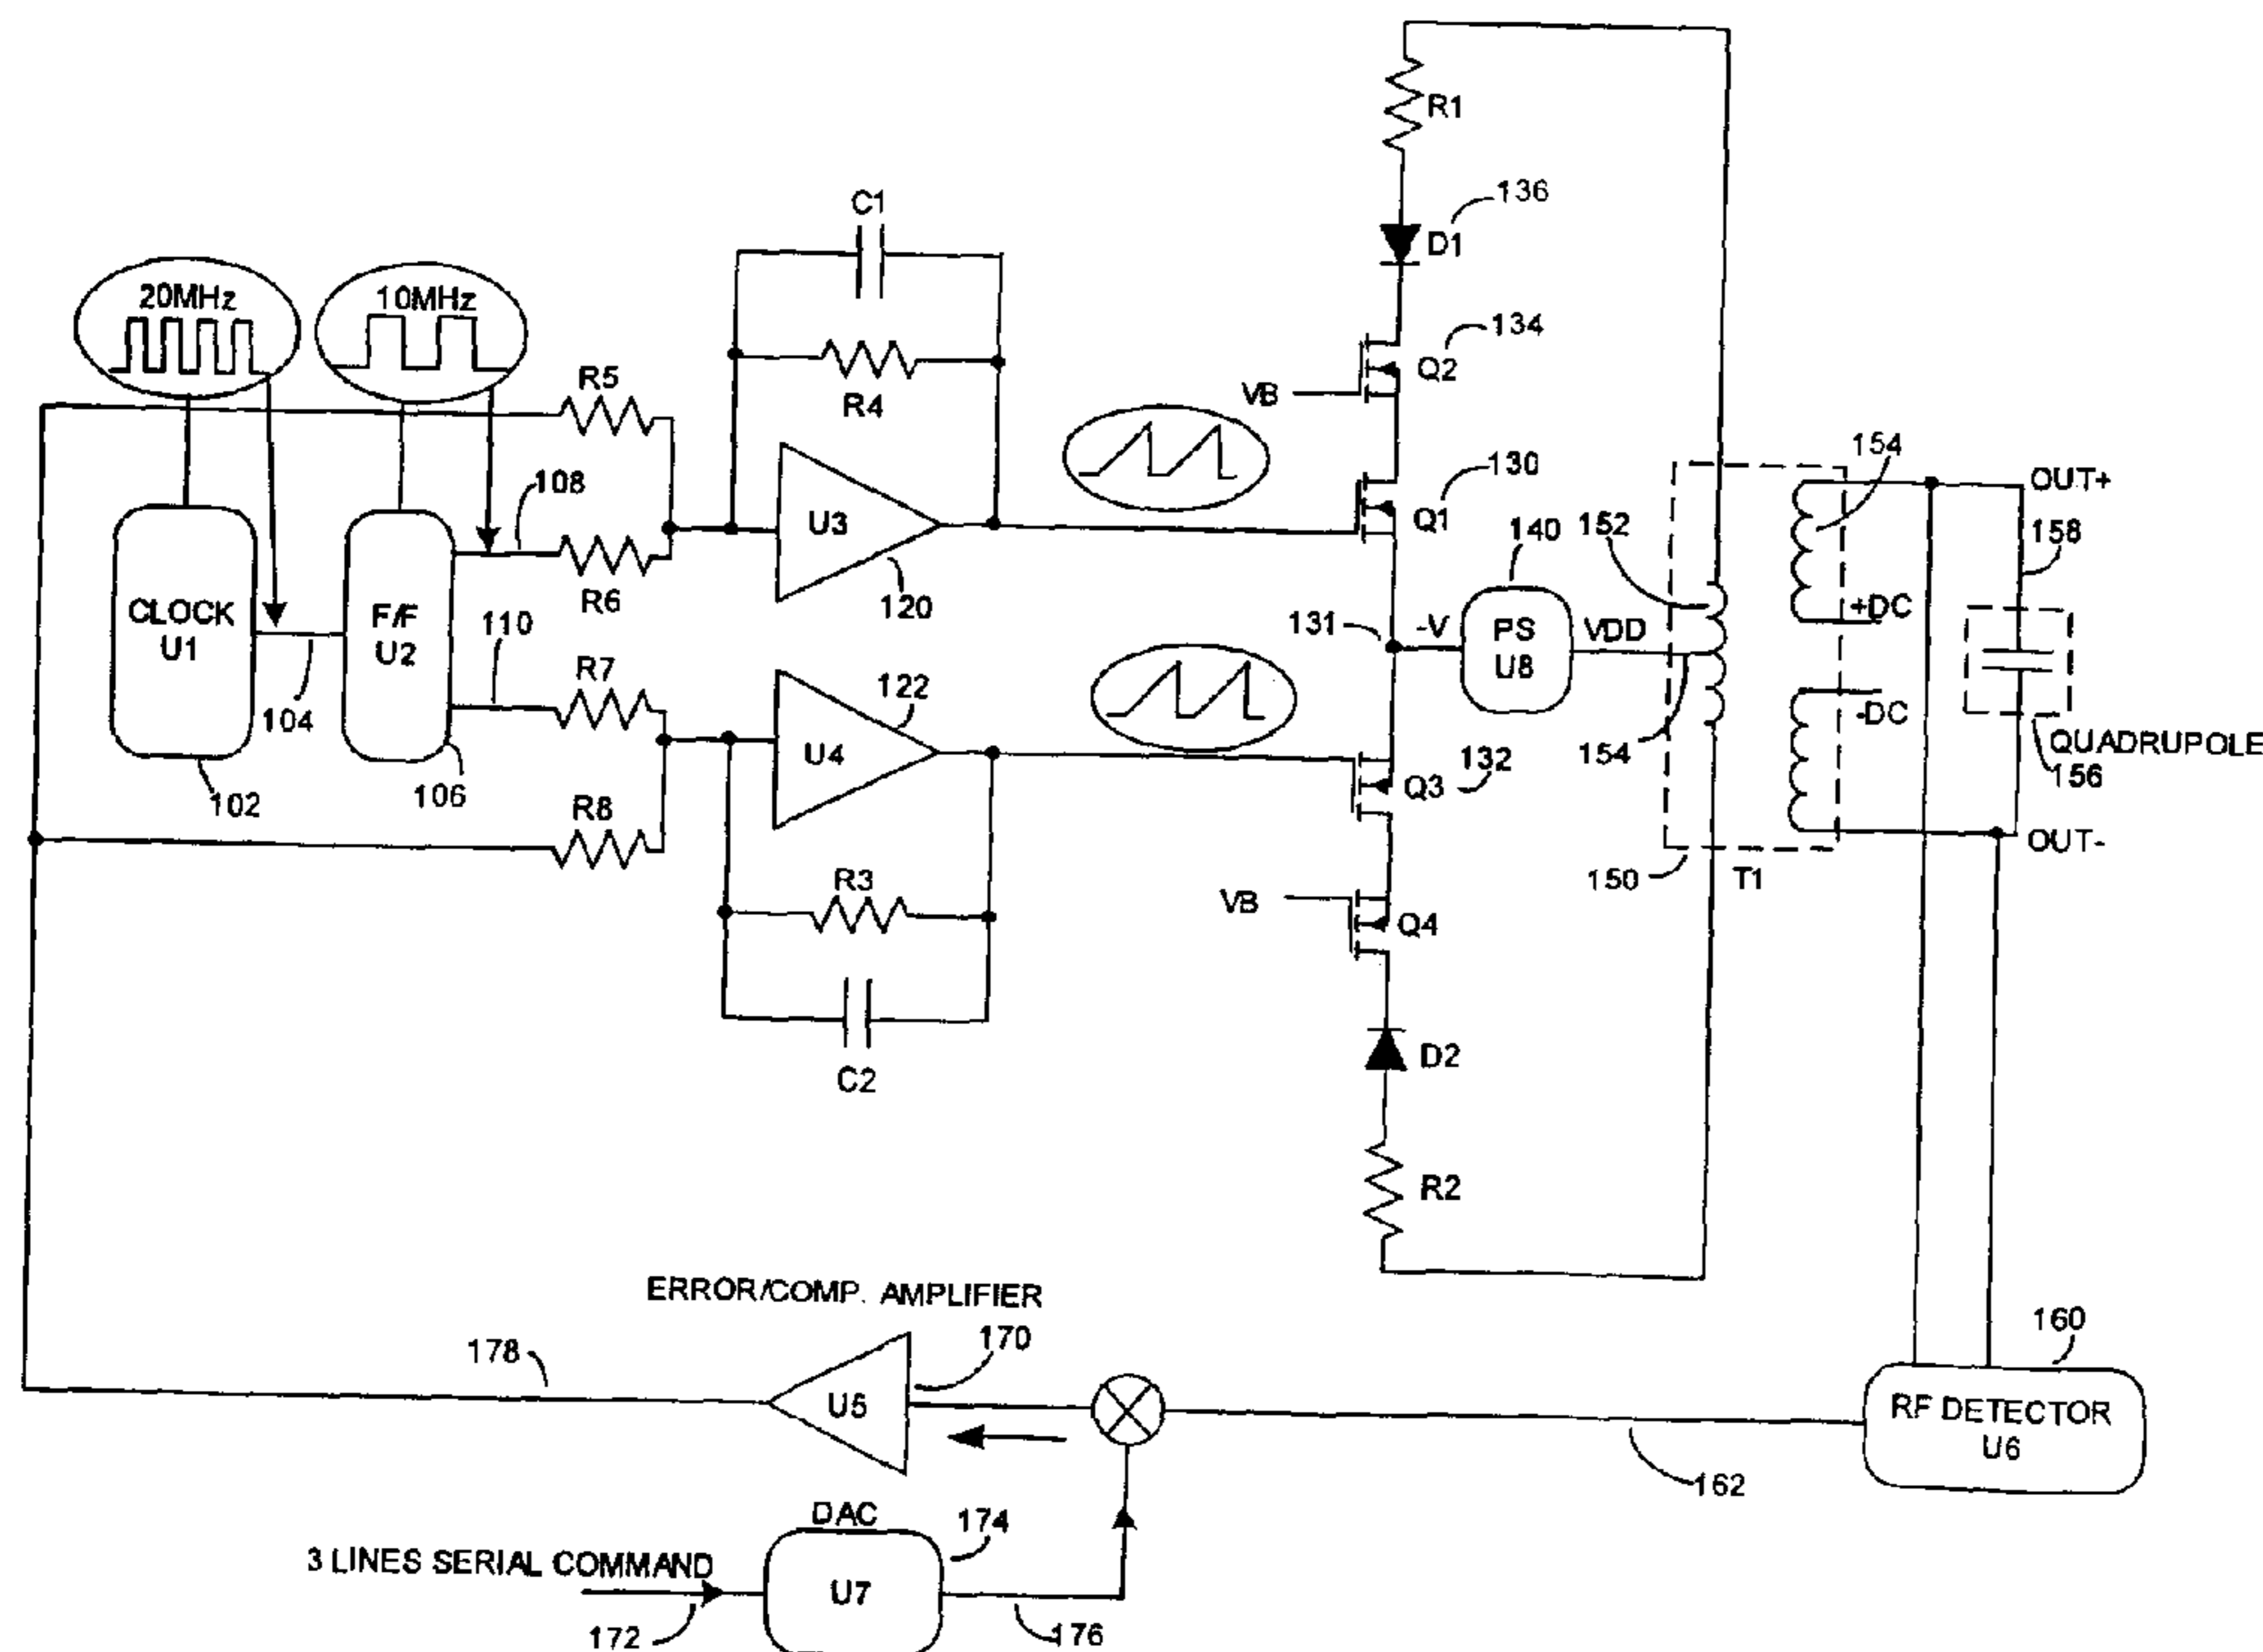 R1
136
D1
C1
134
Q2
20MHz
10MHz
R5
R4
VB
108
130
Q1
154
OUT+
U3
152
140
158
R6
120
CLOCK
U1
F/F
U2
110
131
-V
PS
U8
VDD
+DC
R7
122
104
U4
154
132
-DC
QUADRUPOLE
156
102
106
R8
Q3
OUT-
150
T1
R3
VB
Q4
C2
D2
R2
ERROR/COMP. AMPLIFIER
170
160
178
U5
RF DETECTOR
U6
162
DAC
174
3 LINES SERIAL COMMAND
U7
172
176